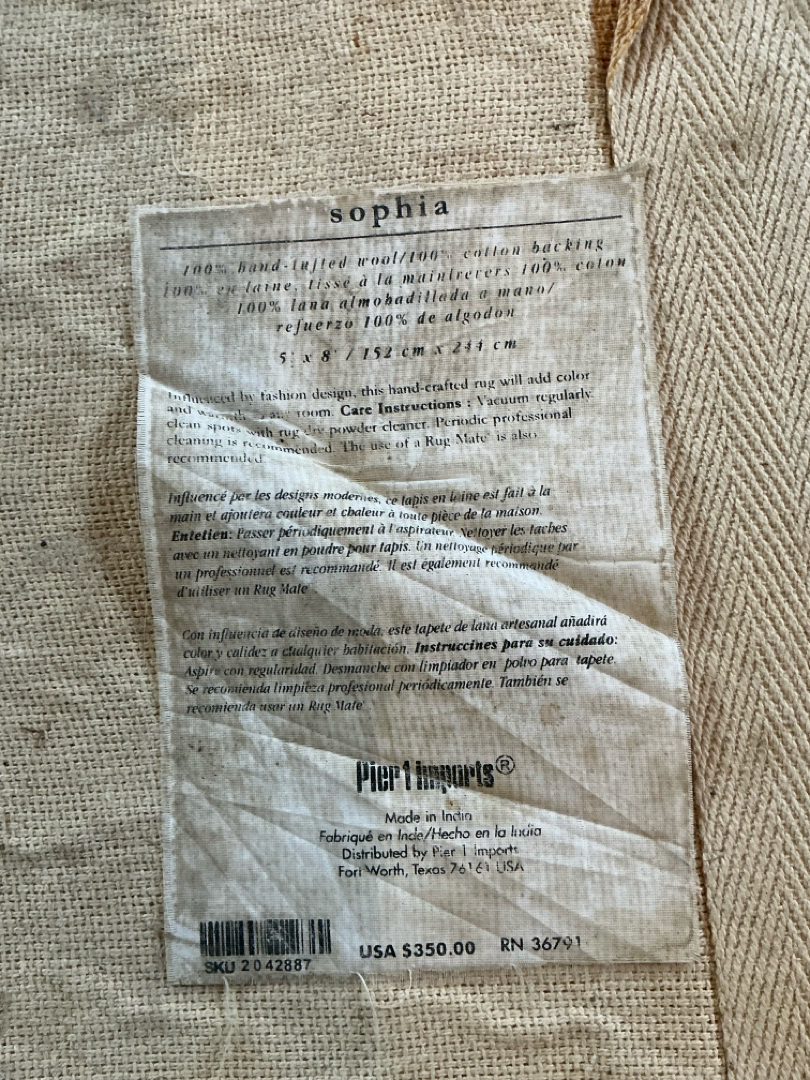 sophia
100% hand-tufted wool/100% cotton backing
100% en laine, tissé à la main/revers 100% coton
100% lana almohadillada a mano/
refuerzo 100% de algodon
5' x 8' / 152 cm x 244 cm
Influenced by fashion design, this hand-crafted rug will add color
and warmth to any room. Care Instructions : Vacuum regularly.
clean spots with rug dry powder cleaner. Periodic professional
cleaning is recommended. The use of a Rug Mate® is also
recommended.
Influencé par les designs modernes, ce tapis en laine est fait à la
main et ajoutera couleur et chaleur à toute pièce de la maison.
Entetien: Passer périodiquement à l'aspirateur. Nettoyer les taches
avec un nettoyant en poudre pour tapis. Un nettoyage périodique par
un professionnel est recommandé. Il est également recommandé
d'utiliser un Rug Mate®
Con influencia de diseño de moda, este tapete de lana artesanal añadirá
color y calidez a cualquier habitación. Instruccines para su cuidado:
Aspire con regularidad. Desmanche con limpiador en polvo para tapete.
Se recomienda limpieza profesional periódicamente. También se
recomienda usar un Rug Mate®
Pier 1 imports®
Made in India
Fabriqué en Inde/Hecho en la India
Distributed by Pier 1 Imports
Fort Worth, Texas 76161 USA
SKU 2042887
USA $350.00 RN 36791